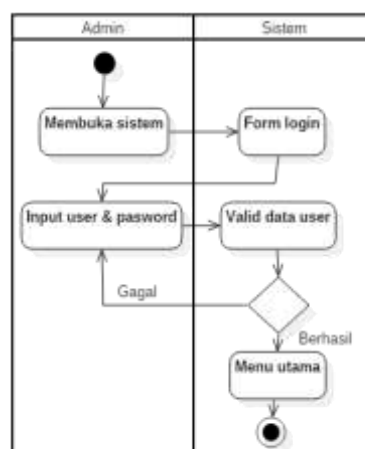 Admin
Sistem
Membuka sistem
Form login
Input user & pasword
Valid data user
Gagal
Berhasil
Menu utama